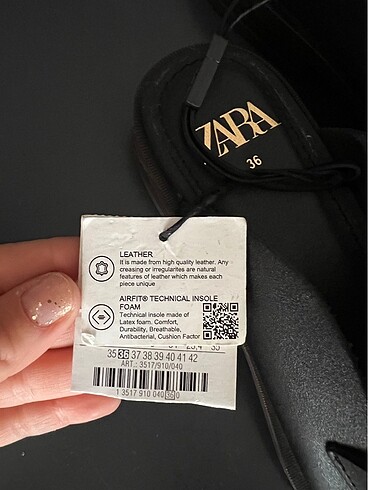 ZARA
36
LEATHER
It is made from high quality leather. Any
creasing or irregularites are natural
features of leather which makes each
piece unique
AIRFIT® TECHNICAL INSOLE
FOAM
Technical insole made of
Latex foam. Comfort,
Durability, Breathable,
Antibacterial, Cushion Factor
35 36 37 38 39 40 41 42
ART.: 3517/910/040
1 3517 910 040 36 0